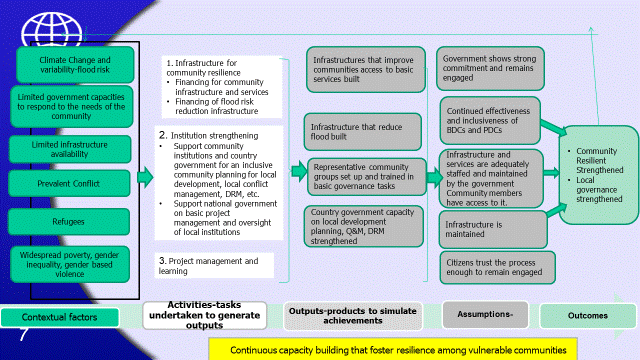 Climate Change and
variability-flood risk
Limited government capacities
to respond to the needs of the
community
Limited infrastructure
availability
Prevalent Conflict
Refugees
Widespread poverty, gender
inequality, gender based
violence
Contextual factors
1. Infrastructure for
community resilience
• Financing for community
infrastructure and services
• Financing of flood risk
reduction infrastructure
2. Institution strengthening
• Support community
institutions and country
government for an inclusive
community planning for local
development, local conflict
management, DRM, etc.
• Support national government
on basic project
management and oversight
of local institutions
3. Project management and
learning
Activities-tasks
undertaken to generate
outputs
Infrastructures that improve
communities access to basic
services built
Infrastructure that reduce
flood built
Representative community
groups set up and trained in
basic governance tasks
Country government capacity
on local development
planning, Q&M, DRM
strengthened
Outputs-products to simulate
achievements
Government shows strong
commitment and remains
engaged
Continued effectiveness
and inclusiveness of
BDCs and PDCs
Infrastructure and
services are adequately
staffed and maintained
by the government
Community members
have access to it.
Infrastructure is
maintained
Citizens trust the process
enough to remain engaged
Assumptions-
• Community
Resilient
Strengthened
• Local
governance
strengthened
Outcomes
7
Continuous capacity building that foster resilience among vulnerable communities